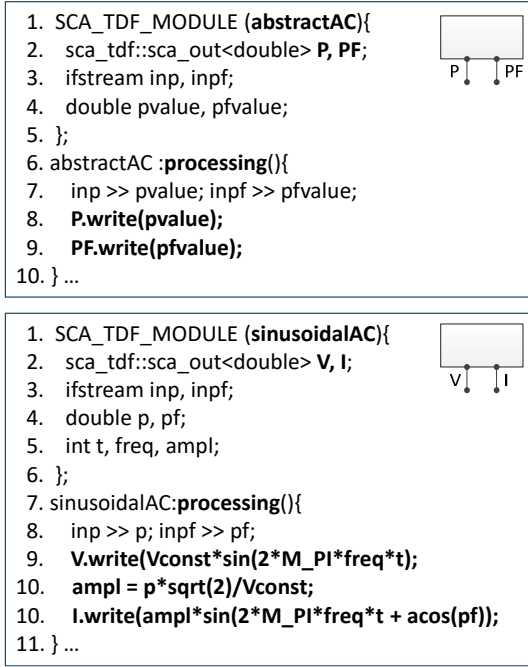 1. SCA_TDF_MODULE (abstractAC){
2. sca_tdf::sca_out<double> P, PF;
3. ifstream inp, inpf;
4. double pvalue, pfvalue;
5. };
6. abstractAC :processing(){
7. inp >> pvalue; inpf >> pfvalue;
8. P.write(pvalue);
9. PF.write(pfvalue);
10. } ...
P PF
1. SCA_TDF_MODULE (sinusoidalAC){
2. sca_tdf::sca_out<double> V, I;
3. ifstream inp, inpf;
4. double p, pf;
5. int t, freq, ampl;
6. };
7. sinusoidalAC:processing(){
8. inp >> p; inpf >> pf;
9. V.write(Vconst*sin(2*M_PI*freq*t);
10. ampl = p*sqrt(2)/Vconst;
10. I.write(ampl*sin(2*M_PI*freq*t + acos(pf));
11. } ...
V I